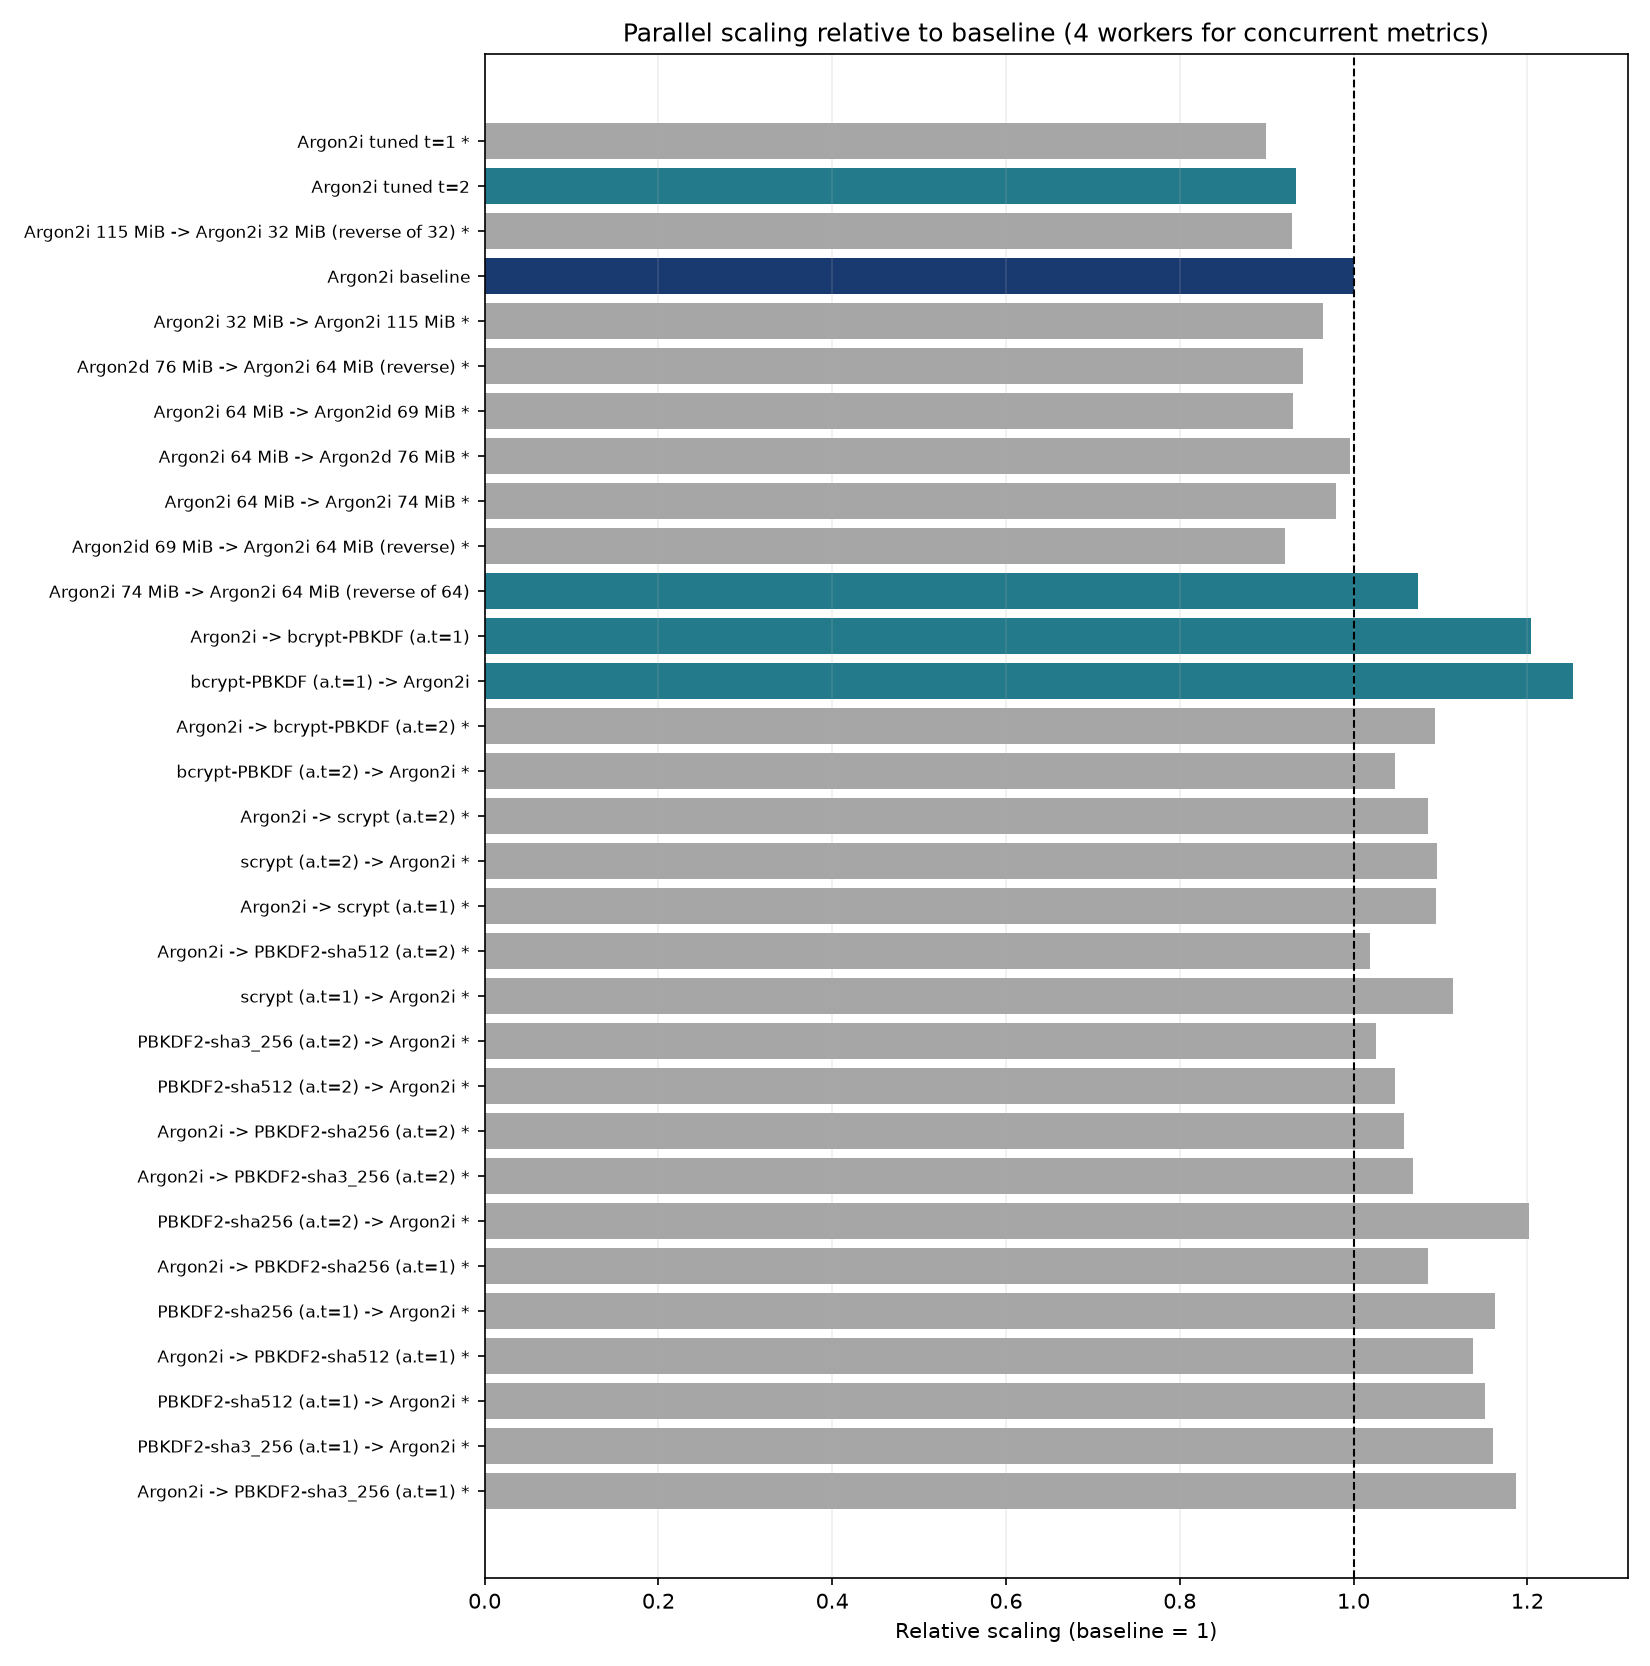 Parallel scaling relative to baseline (4 workers for concurrent metrics)
Argon2i tuned t=1 *
Argon2i tuned t=2
Argon2i 115 MiB -> Argon2i 32 MiB (reverse of 32) *
Argon2i baseline
Argon2i 32 MiB -> Argon2i 115 MiB *
Argon2d 76 MiB -> Argon2i 64 MiB (reverse) *
Argon2i 64 MiB -> Argon2id 69 MiB *
Argon2i 64 MiB -> Argon2d 76 MiB *
Argon2i 64 MiB -> Argon2i 74 MiB *
Argon2id 69 MiB -> Argon2i 64 MiB (reverse) *
Argon2i 74 MiB -> Argon2i 64 MiB (reverse of 64)
Argon2i -> bcrypt-PBKDF (a.t=1)
bcrypt-PBKDF (a.t=1) -> Argon2i
Argon2i -> bcrypt-PBKDF (a.t=2) *
bcrypt-PBKDF (a.t=2) -> Argon2i *
Argon2i -> scrypt (a.t=2) *
scrypt (a.t=2) -> Argon2i *
Argon2i -> scrypt (a.t=1) *
Argon2i -> PBKDF2-sha512 (a.t=2) *
scrypt (a.t=1) -> Argon2i *
PBKDF2-sha3_256 (a.t=2) -> Argon2i *
PBKDF2-sha512 (a.t=2) -> Argon2i *
Argon2i -> PBKDF2-sha256 (a.t=2) *
Argon2i -> PBKDF2-sha3_256 (a.t=2) *
PBKDF2-sha256 (a.t=2) -> Argon2i *
Argon2i -> PBKDF2-sha256 (a.t=1) *
PBKDF2-sha256 (a.t=1) -> Argon2i *
Argon2i -> PBKDF2-sha512 (a.t=1) *
PBKDF2-sha512 (a.t=1) -> Argon2i *
PBKDF2-sha3_256 (a.t=1) -> Argon2i *
Argon2i -> PBKDF2-sha3_256 (a.t=1) *
0.0 0.2 0.4 0.6 0.8 1.0 1.2
Relative scaling (baseline = 1)